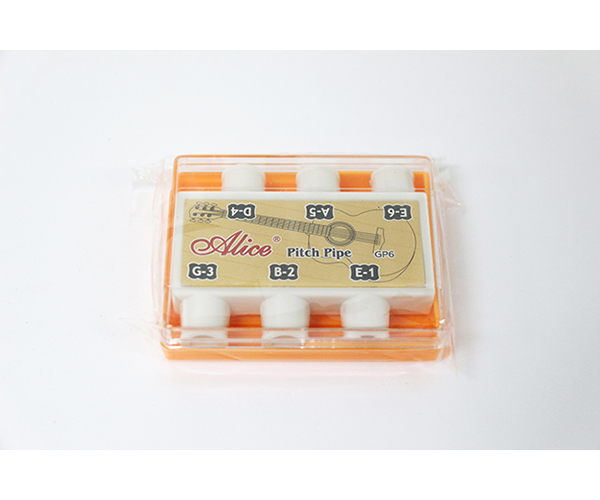 D-4 A-5 E-6
Alice® Pitch Pipe GP6
G-3 B-2 E-1